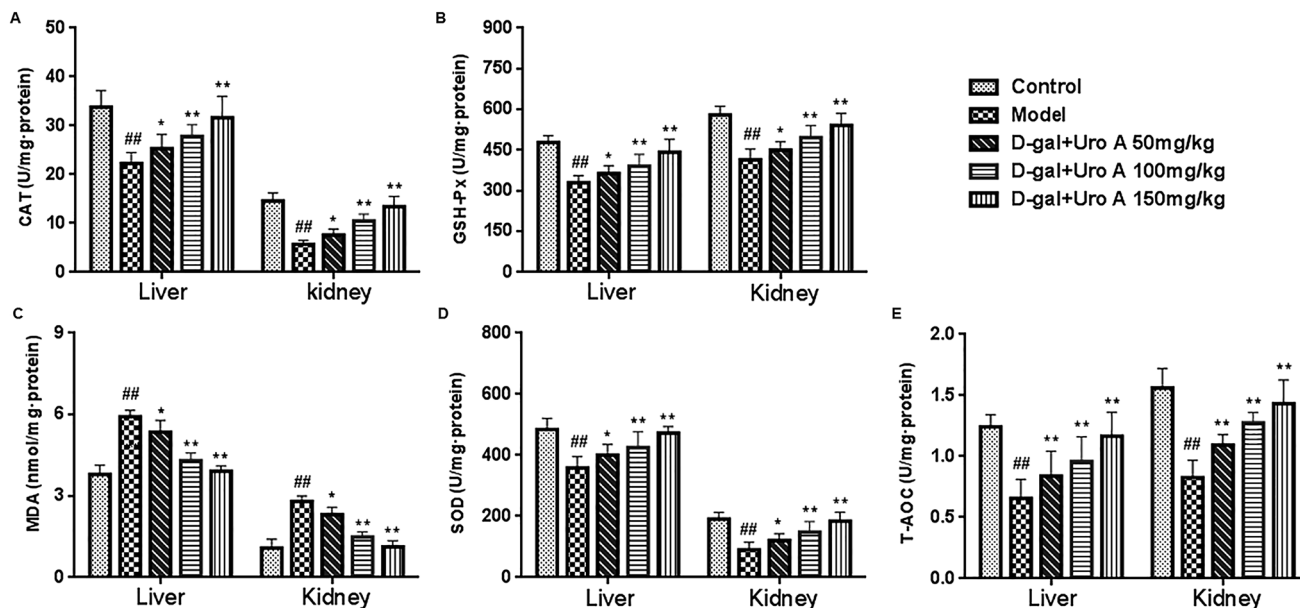 A
CAT (U/mg·protein)
50
40
30
20
10
0
##
*
**
**
##
*
**
**
Liver
kidney
B
GSH-Px (U/mg·protein)
900
750
600
450
300
150
0
##
*
**
**
##
*
**
**
Liver
Kidney
Control
Model
D-gal+Uro A 50mg/kg
D-gal+Uro A 100mg/kg
D-gal+Uro A 150mg/kg
C
MDA (nmol/mg·protein)
9
6
3
0
##
*
**
**
##
*
**
**
Liver
Kidney
D
SOD (U/mg·protein)
800
600
400
200
0
##
*
**
**
##
*
**
**
Liver
Kidney
E
T-AOC (U/mg·protein)
2.0
1.5
1.0
0.5
0.0
##
**
**
**
##
**
**
**
Liver
Kidney